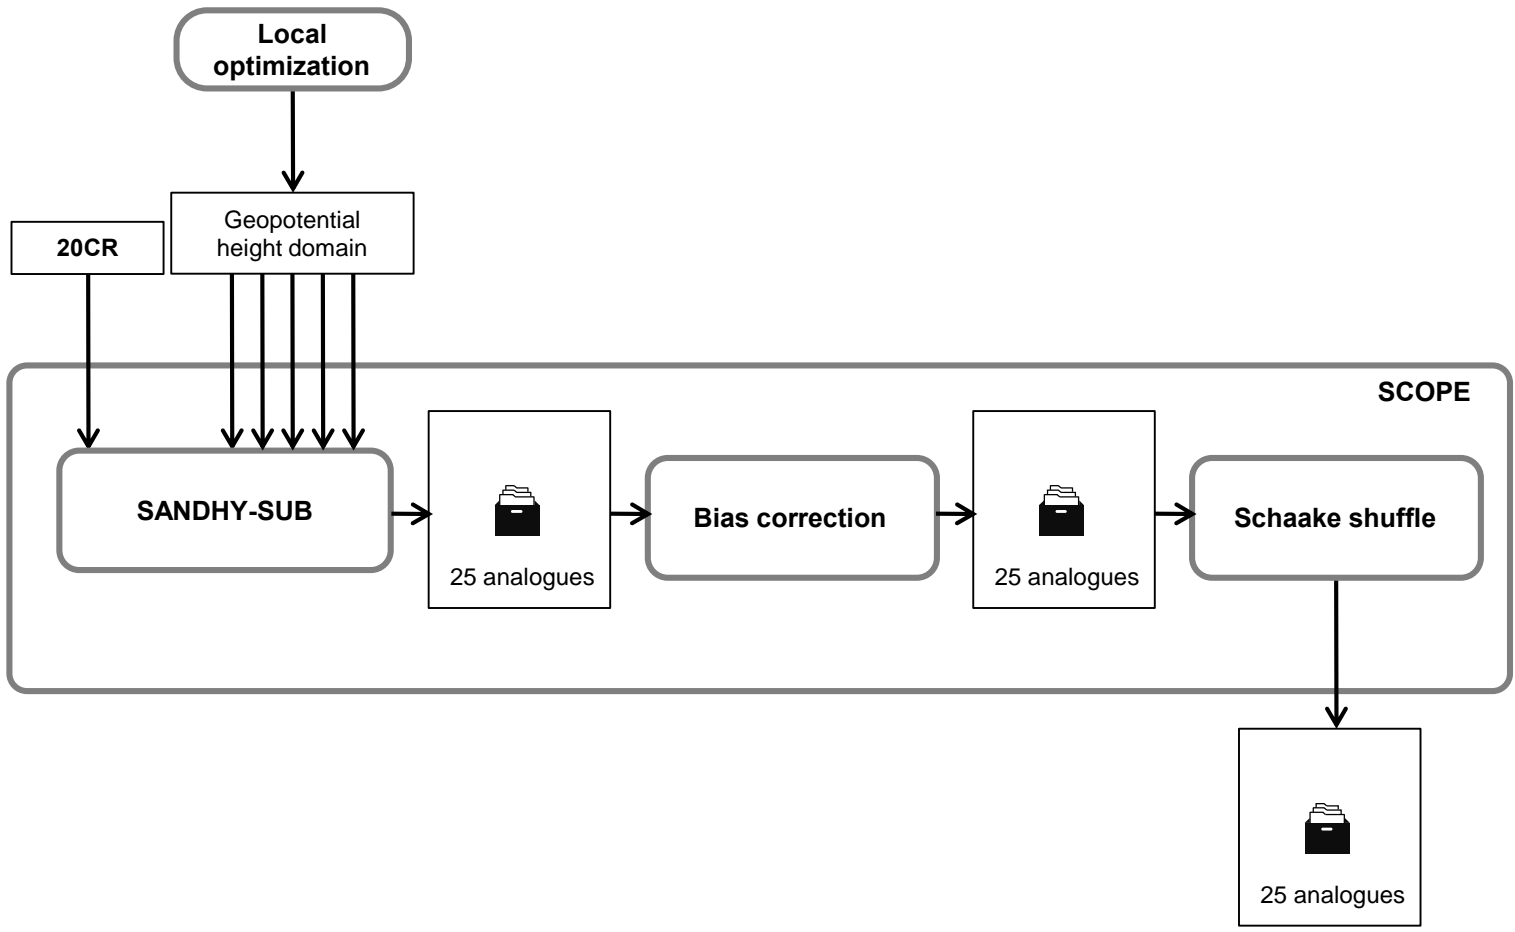 Local
optimization
Geopotential
height domain
20CR
SCOPE
SANDHY-SUB
25 analogues
Bias correction
25 analogues
Schaake shuffle
25 analogues